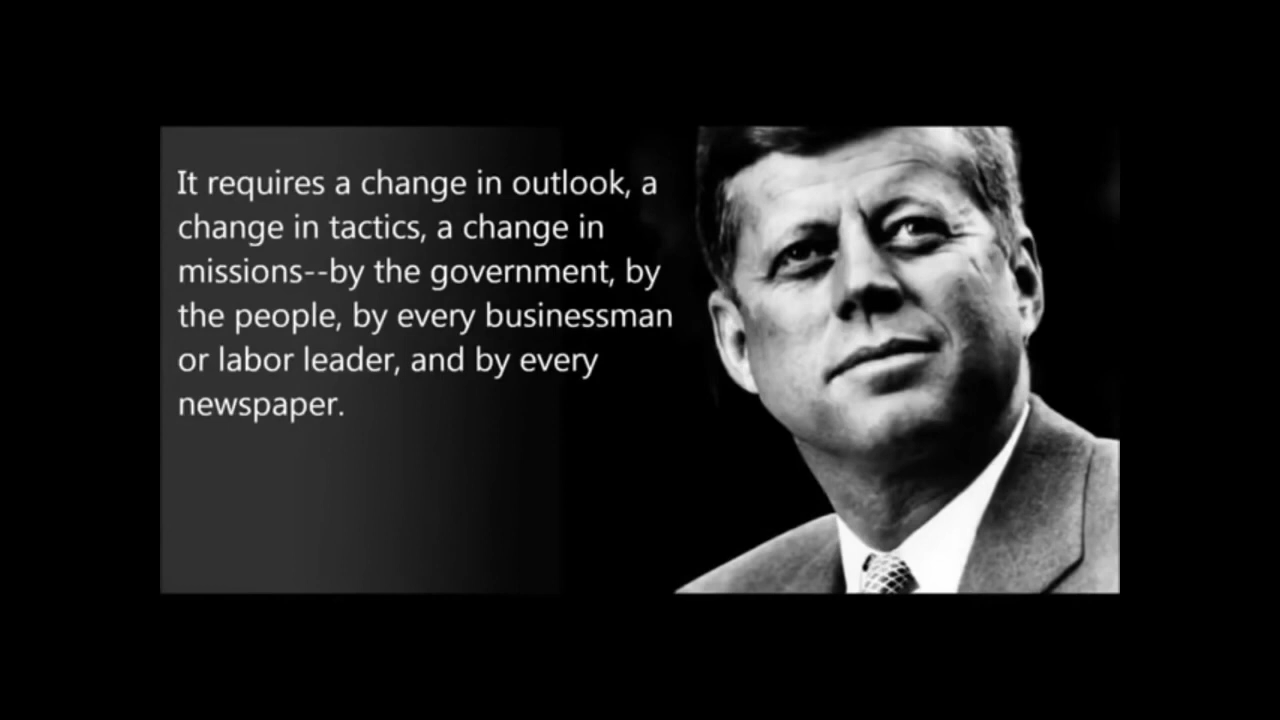 It requires a change in outlook, a
change in tactics, a change in
missions--by the government, by
the people, by every businessman
or labor leader, and by every
newspaper.